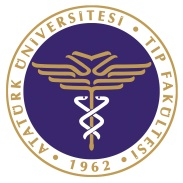 ATATÜRK ÜNİVERSİTESİ • TIP FAKÜLTESİ •
1962